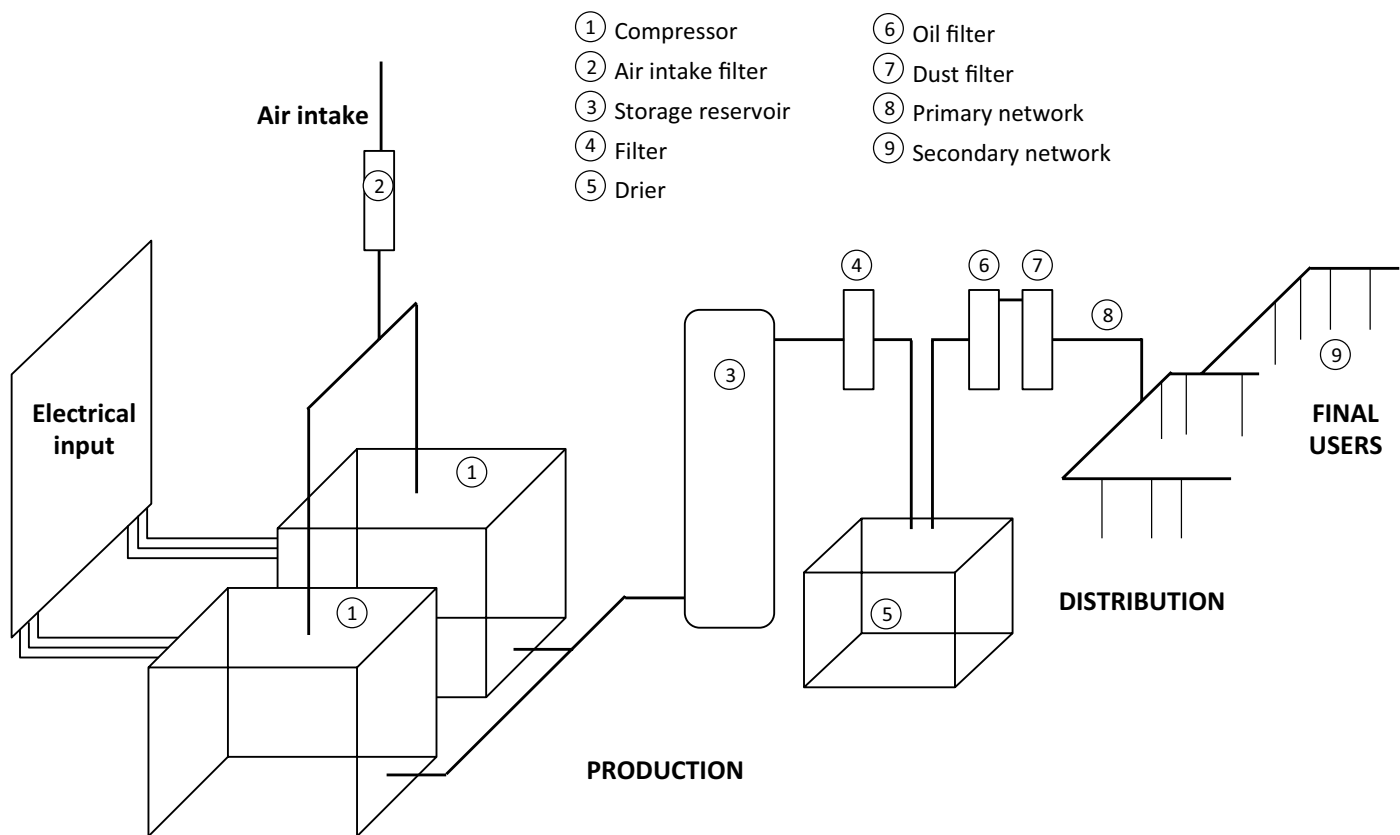 ① Compressor
② Air intake filter
③ Storage reservoir
④ Filter
⑤ Drier
⑥ Oil filter
⑦ Dust filter
⑧ Primary network
⑨ Secondary network
Air intake
②
Electrical
input
①
①
③
④
⑤
⑥
⑦
⑧
⑨
FINAL
USERS
DISTRIBUTION
PRODUCTION